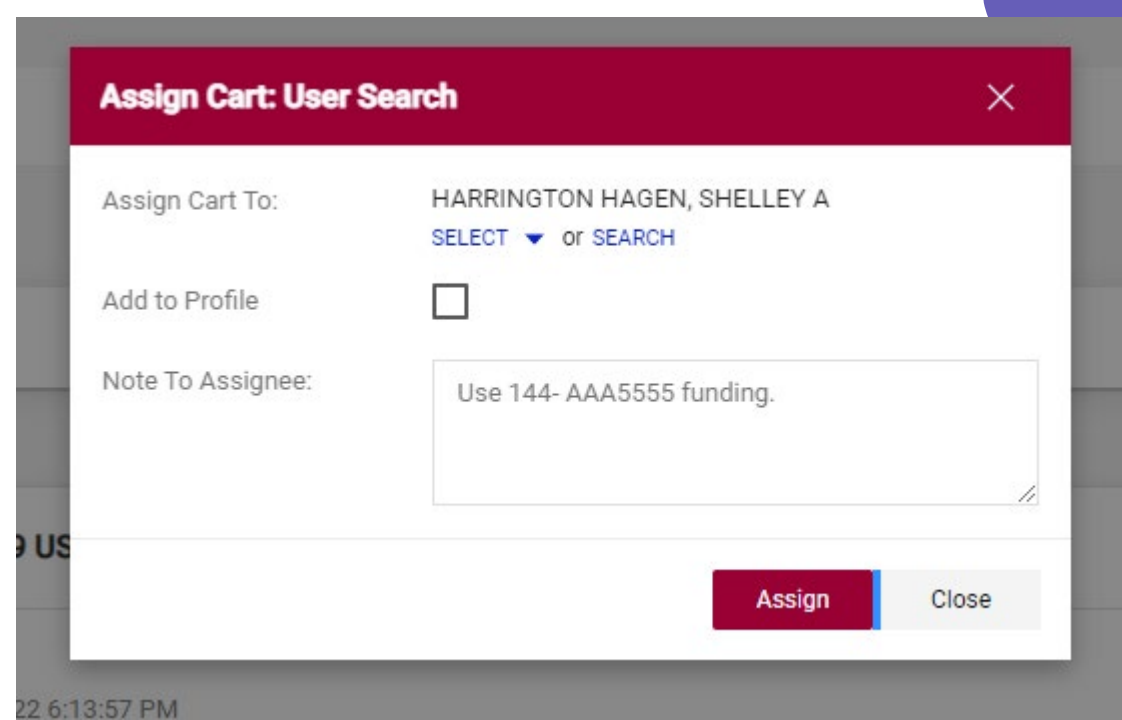 Assign Cart: User Search
Assign Cart To:
HARRINGTON HAGEN, SHELLEY A
SELECT or SEARCH
Add to Profile
Note To Assignee:
Use 144- AAA5555 funding.
9 US
Assign Close
22 6:13:57 PM